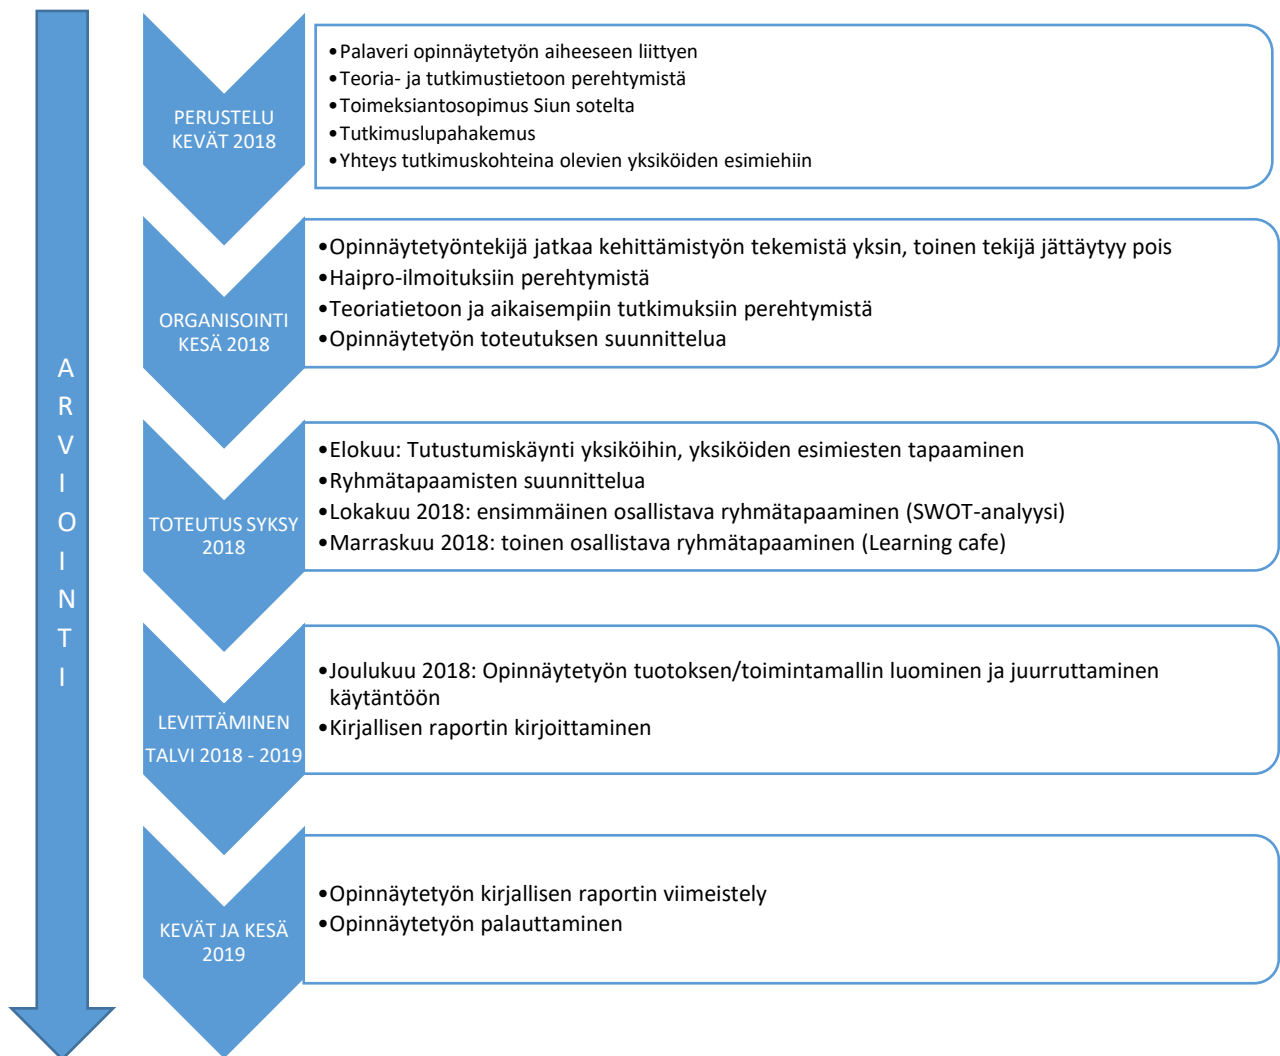 A
R
V
I
O
I
N
T
I
PERUSTELU
KEVÄT 2018
•Palaveri opinnäytetyön aiheeseen liittyen
•Teoria- ja tutkimustietoon perehtymistä
•Toimeksiantosopimus Siun sotelta
•Tutkimuslupahakemus
•Yhteys tutkimuskohteina olevien yksiköiden esimiehiin
ORGANISOINTI
KESÄ 2018
•Opinnäytetyöntekijä jatkaa kehittämistyön tekemistä yksin, toinen tekijä jättäytyy pois
•Haipro-ilmoituksiin perehtymistä
•Teoriatietoon ja aikaisempiin tutkimuksiin perehtymistä
•Opinnäytetyön toteutuksen suunnittelua
TOTEUTUS SYKSY
2018
•Elokuu: Tutustumiskäynti yksiköihin, yksiköiden esimiesten tapaaminen
•Ryhmätapaamisten suunnittelua
•Lokakuu 2018: ensimmäinen osallistava ryhmätapaaminen (SWOT-analyysi)
•Marraskuu 2018: toinen osallistava ryhmätapaaminen (Learning cafe)
LEVITTÄMINEN
TALVI 2018 - 2019
•Joulukuu 2018: Opinnäytetyön tuotoksen/toimintamallin luominen ja juurruttaminen
käytäntöön
•Kirjallisen raportin kirjoittaminen
KEVÄT JA KESÄ
2019
•Opinnäytetyön kirjallisen raportin viimeistely
•Opinnäytetyön palauttaminen